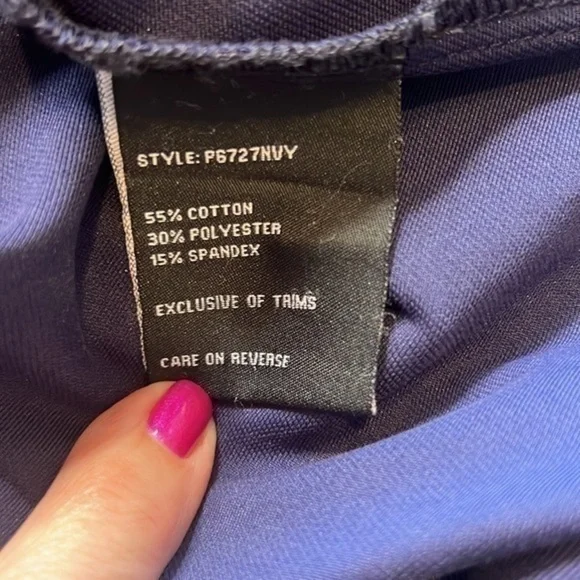 STYLE: P6727NVY
55% COTTON
30% POLYESTER
15% SPANDEX
EXCLUSIVE OF TRIMS
CARE ON REVERSE